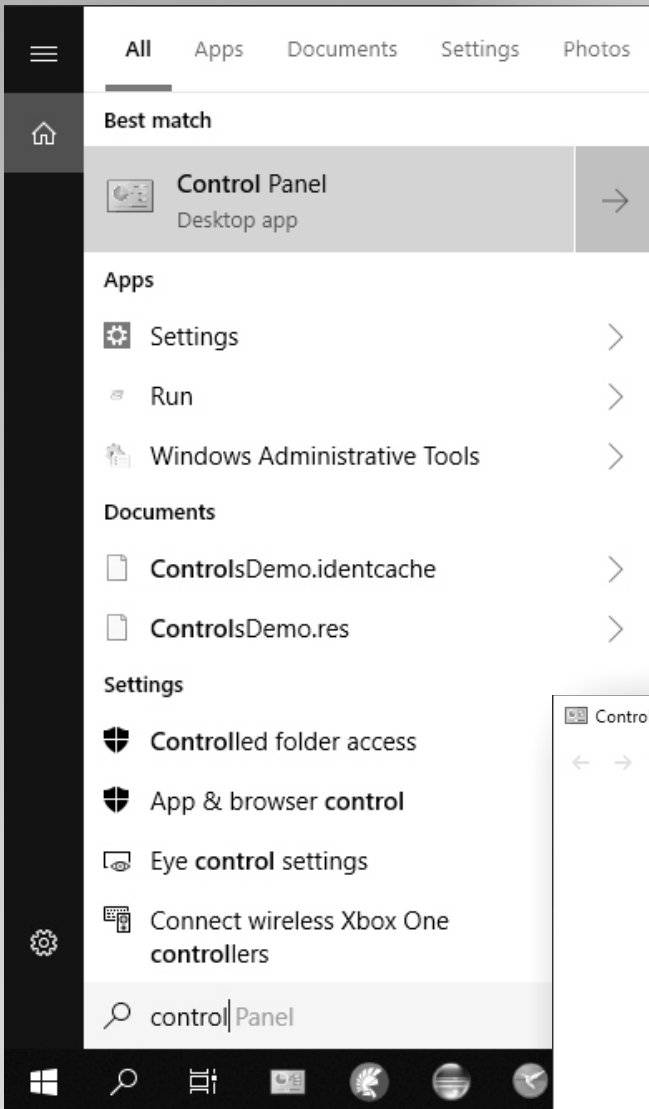 All Apps Documents Settings Photos
Best match
Control Panel
Desktop app
Apps
Settings
Run
Windows Administrative Tools
Documents
ControlsDemo.identcache
ControlsDemo.res
Settings
Controlled folder access
App & browser control
Eye control settings
Connect wireless Xbox One
controllers
control Panel
Control